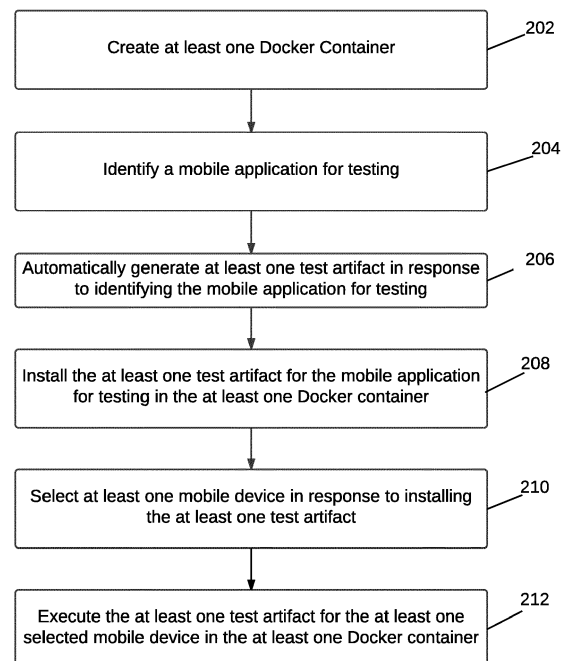 Create at least one Docker Container
202
Identify a mobile application for testing
204
Automatically generate at least one test artifact in response
to identifying the mobile application for testing
206
Install the at least one test artifact for the mobile application
for testing in the at least one Docker container
208
Select at least one mobile device in response to installing
the at least one test artifact
210
Execute the at least one test artifact for the at least one
selected mobile device in the at least one Docker container
212